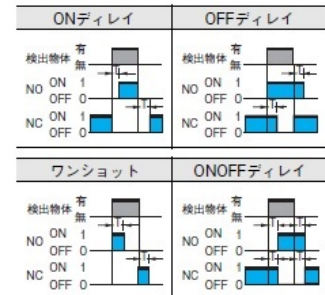 ONディレイ
検出物体 有
無
T
NO ON 1
OFF 0
T
NC ON 1
OFF 0
OFFディレイ
検出物体 有
無
T
NO ON 1
OFF 0
T
NC ON 1
OFF 0
ワンショット
検出物体 有
無
T
NO ON 1
OFF 0
T
NC ON 1
OFF 0
ONOFFディレイ
検出物体 有
無
T T
NO ON 1
OFF 0
T T
NC ON 1
OFF 0